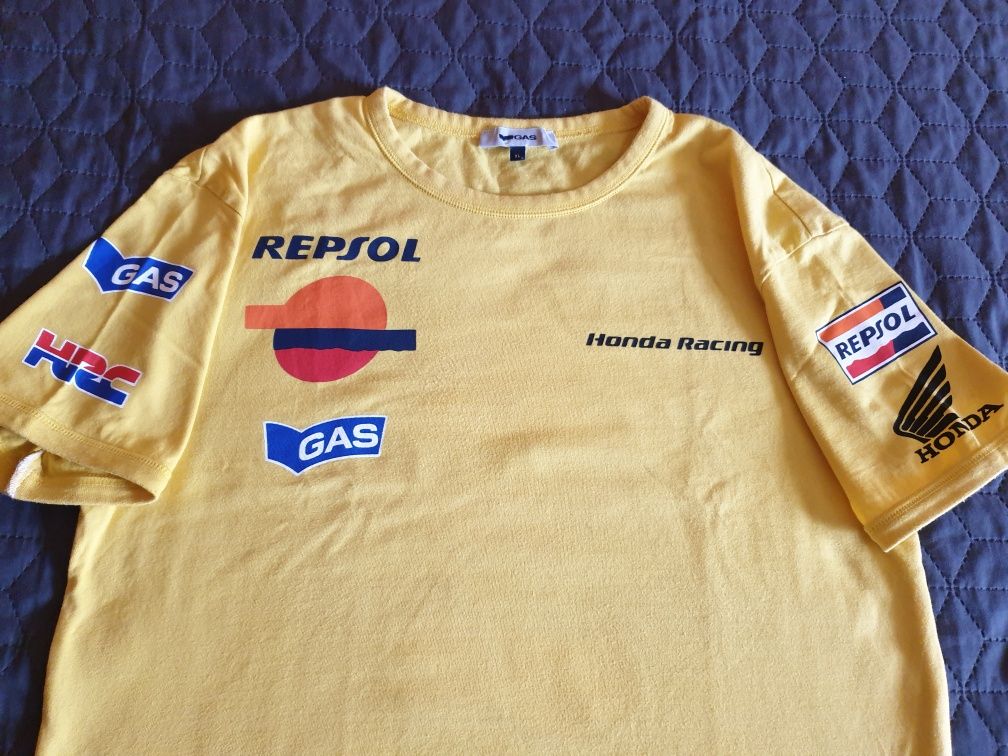 GAS
REPSOL
GAS
HRC
REPSOL
Honda Racing
GAS
HONDA